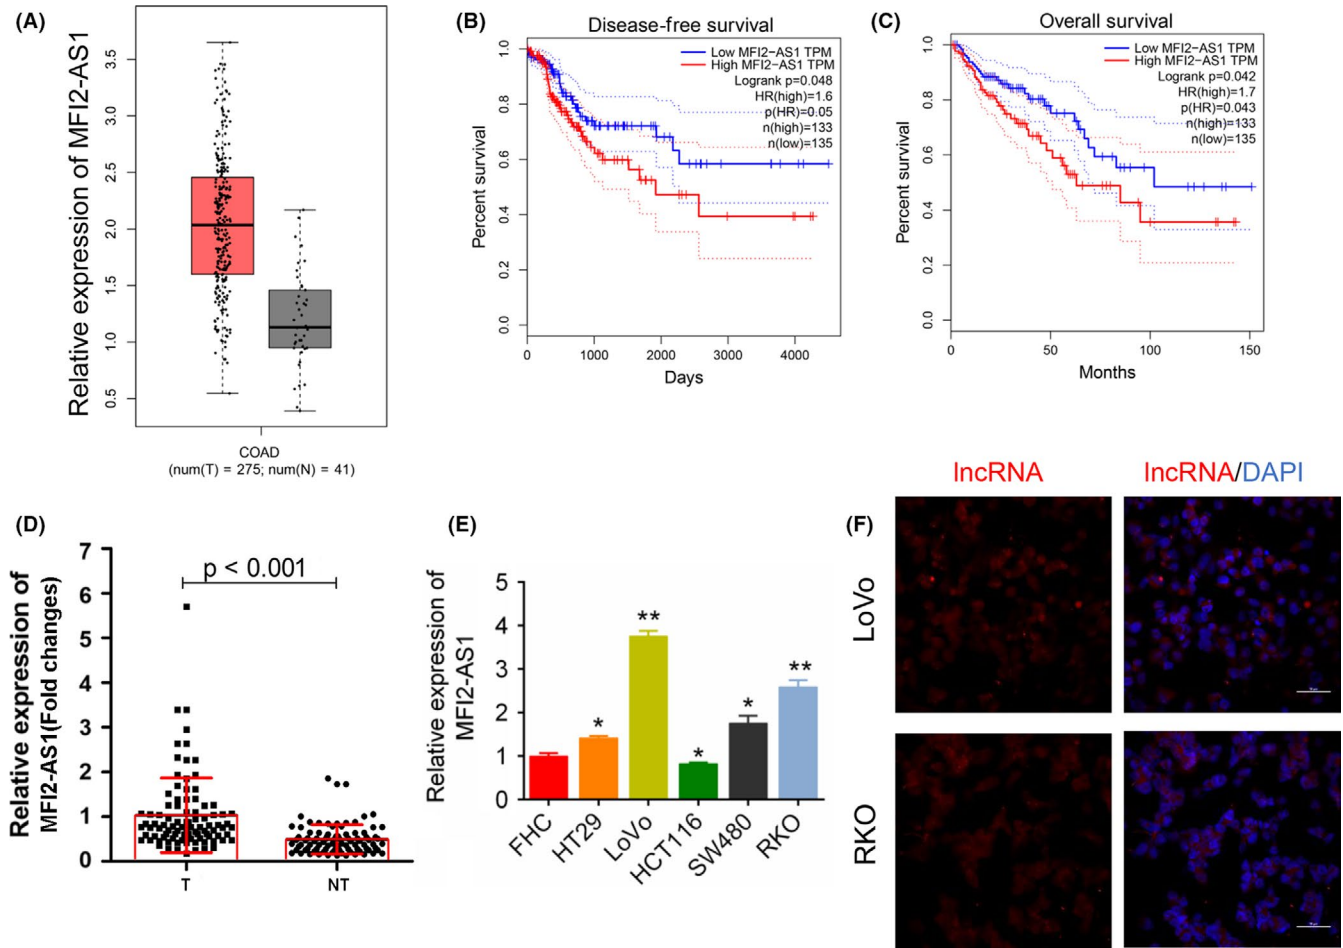 (A)
Relative expression of MFI2-AS1
3.5
3.0
2.5
2.0
1.5
1.0
0.5
COAD
(num(T) = 275; num(N) = 41)
(B)
Disease-free survival
Low MFI2-AS1 TPM
High MFI2-AS1 TPM
Logrank p=0.048
HR(high)=1.6
p(HR)=0.05
n(high)=133
n(low)=135
Percent survival
1.0
0.8
0.6
0.4
0.2
0.0
0
1000
2000
3000
4000
Days
(C)
Overall survival
Low MFI2-AS1 TPM
High MFI2-AS1 TPM
Logrank p=0.042
HR(high)=1.7
p(HR)=0.043
n(high)=133
n(low)=135
Percent survival
1.0
0.8
0.6
0.4
0.2
0.0
0
50
100
150
Months
(D)
Relative expression of
MFI2-AS1(Fold changes)
7
6
5
4
3
2
1
0
p < 0.001
T
NT
(E)
Relative expression of
MFI2-AS1
5
4
3
2
1
0
*
**
*
*
**
FHC
HT29
LoVo
HCT116
SW480
RKO
(F)
lncRNA
lncRNA/DAPI
LoVo
RKO